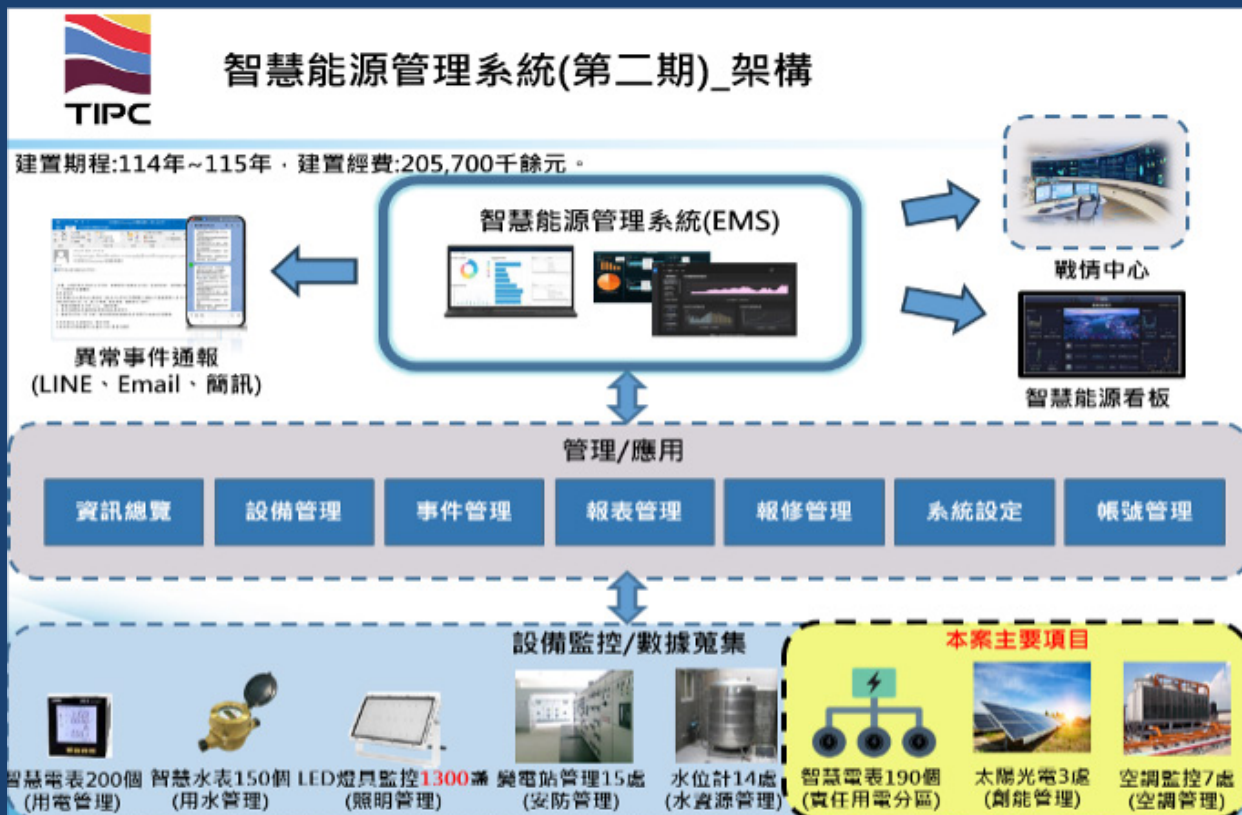 TIPC
智慧能源管理系統(第二期)_架構
建置期程:114年~115年，建置經費:205,700千餘元。
智慧能源管理系統(EMS)
戰情中心
智慧能源看板
異常事件通報
(LINE、Email、簡訊)
管理/應用
資訊總覽
設備管理
事件管理
報表管理
報修管理
系統設定
帳號管理
設備監控/數據蒐集
本案主要項目
智慧電表200個
(用電管理)
智慧水表150個
(用水管理)
LED燈具監控1300盞
(照明管理)
變電站管理15處
(安防管理)
水位計14處
(水資源管理)
智慧電表190個
(責任用電分區)
太陽光電3處
(創能管理)
空調監控7處
(空調管理)